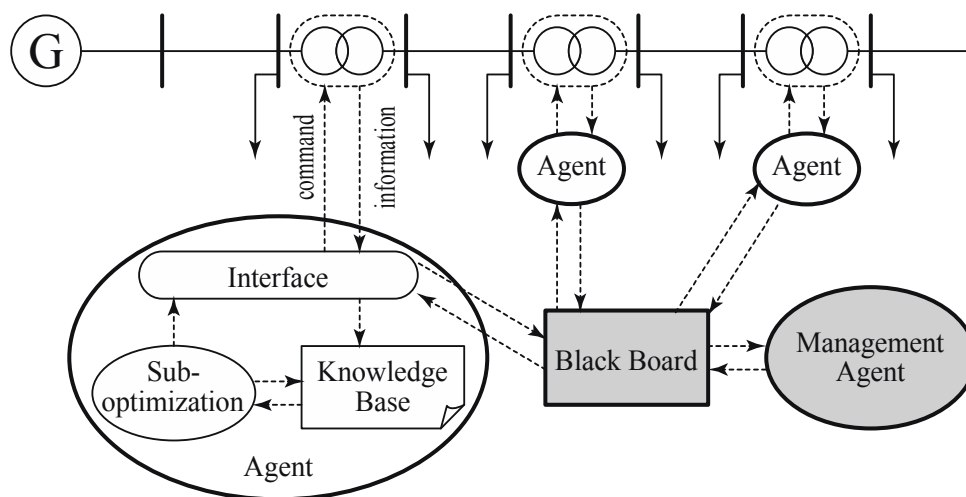 G
command
information
Agent
Agent
Interface
Sub-
optimization
Knowledge
Base
Agent
Black Board
Management
Agent